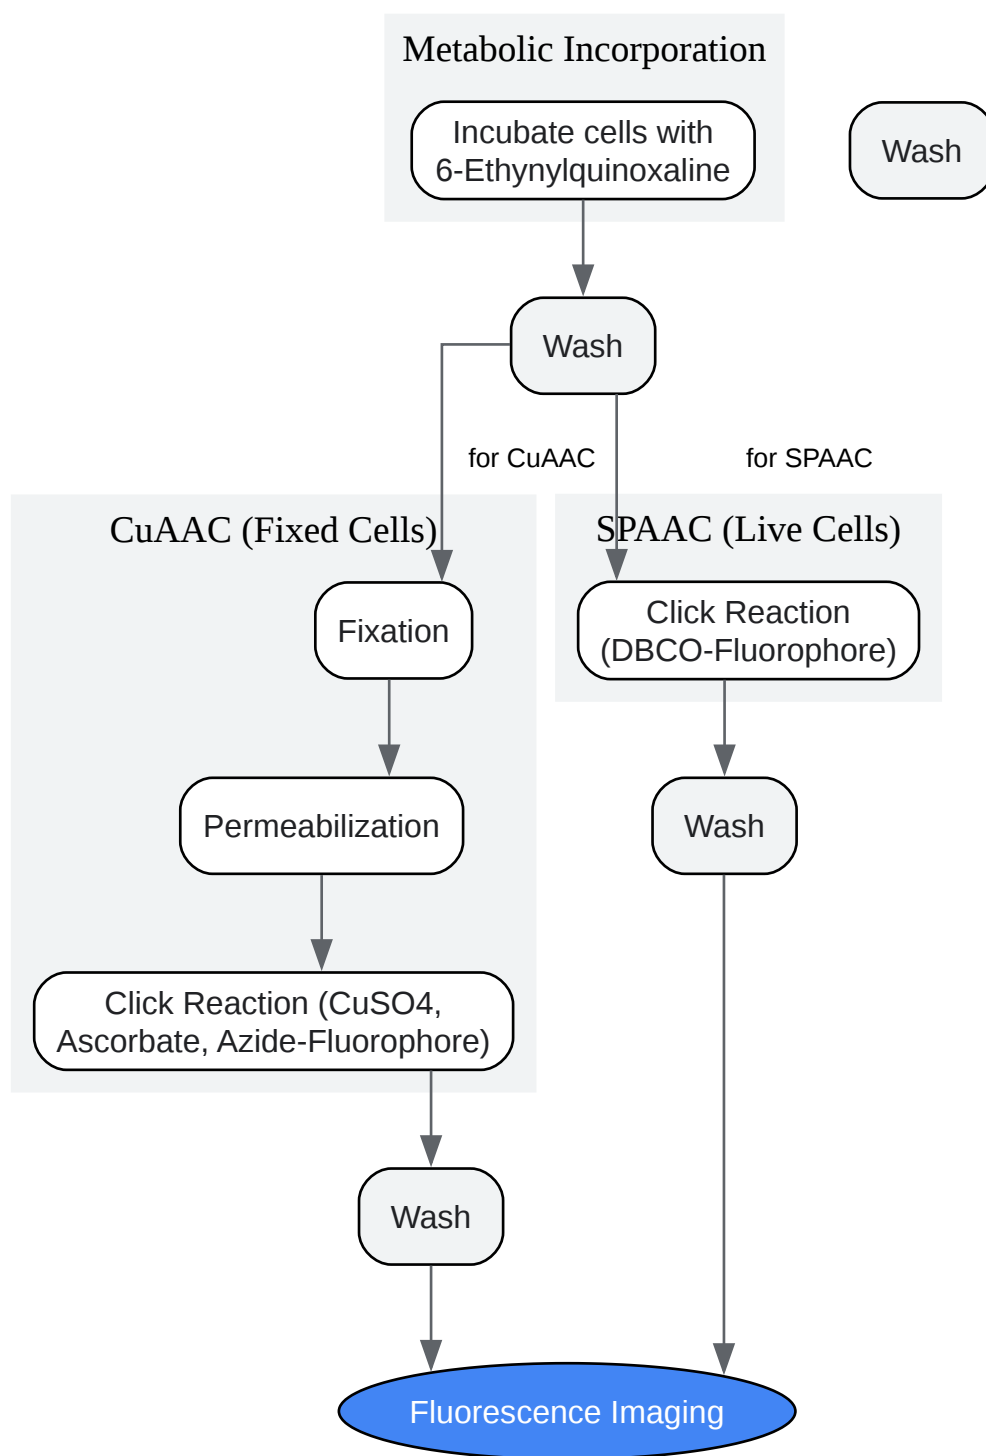 Metabolic Incorporation
Incubate cells with
6-Ethynylquinoxaline
Wash
Wash
for CuAAC
for SPAAC
CuAAC (Fixed Cells)
SPAAC (Live Cells)
Fixation
Click Reaction
(DBCO-Fluorophore)
Permeabilization
Wash
Click Reaction (CuSO4,
Ascorbate, Azide-Fluorophore)
Wash
Fluorescence Imaging